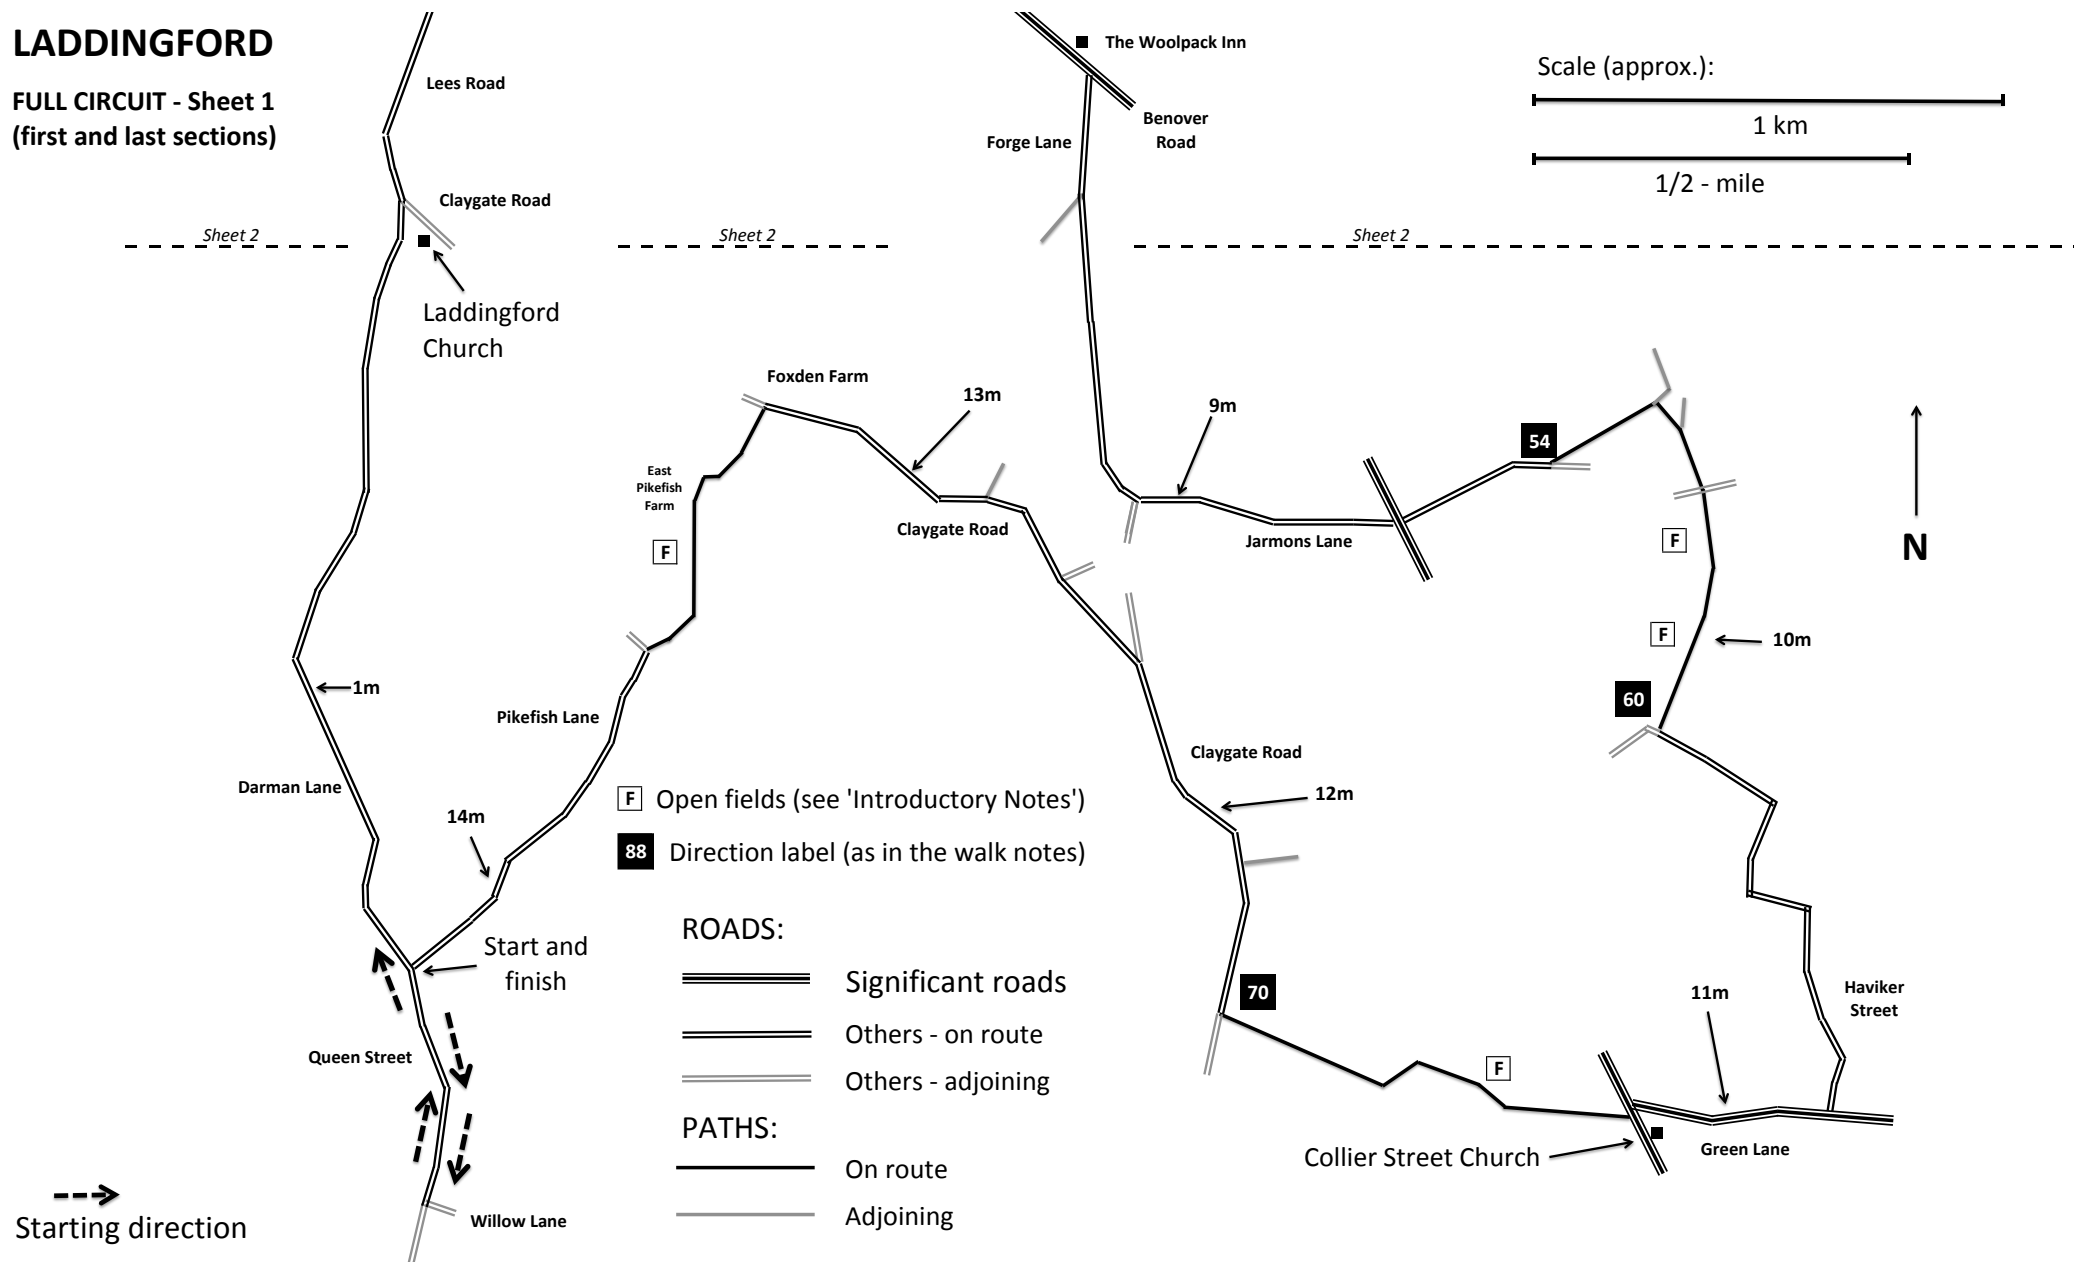 LADDINGFORD
FULL CIRCUIT - Sheet 1
(first and last sections)
Lees Road
Claygate Road
Sheet 2
Laddingford
Church
The Woolpack Inn
Benover
Road
Forge Lane
Sheet 2
Sheet 2
Scale (approx.):
1 km
1/2 - mile
Foxden Farm
13m
9m
54
East
Pikefish
Farm
F
Claygate Road
Jarmons Lane
F
N
F
10m
1m
60
Pikefish Lane
Claygate Road
Darman Lane
14m
12m
F Open fields (see 'Introductory Notes')
88 Direction label (as in the walk notes)
Start and
finish
ROADS:
Significant roads
Others - on route
Others - adjoining
PATHS:
On route
Adjoining
70
11m
Haviker
Street
Queen Street
F
Collier Street Church
Green Lane
Willow Lane
Starting direction